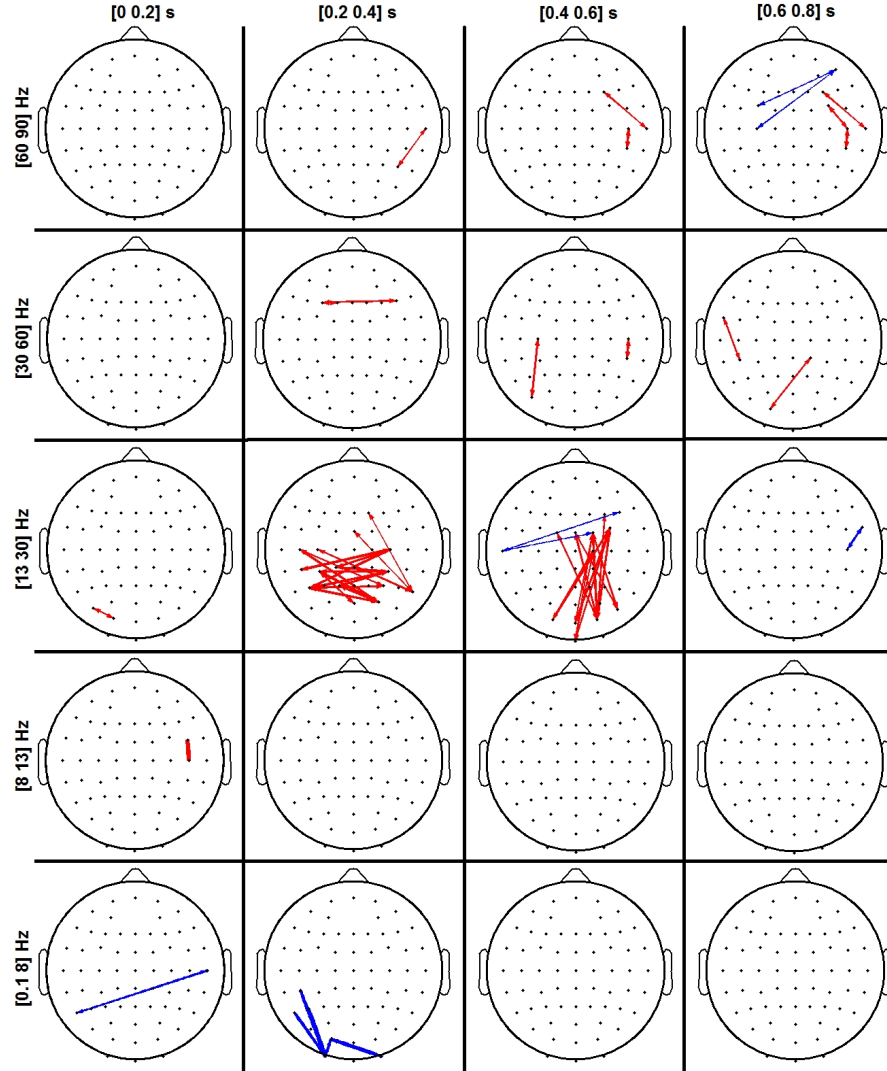 [0 0.2] s
[0.2 0.4] s
[0.4 0.6] s
[0.6 0.8] s
[60 90] Hz
[30 60] Hz
[13 30] Hz
[8 13] Hz
[0.1 8] Hz